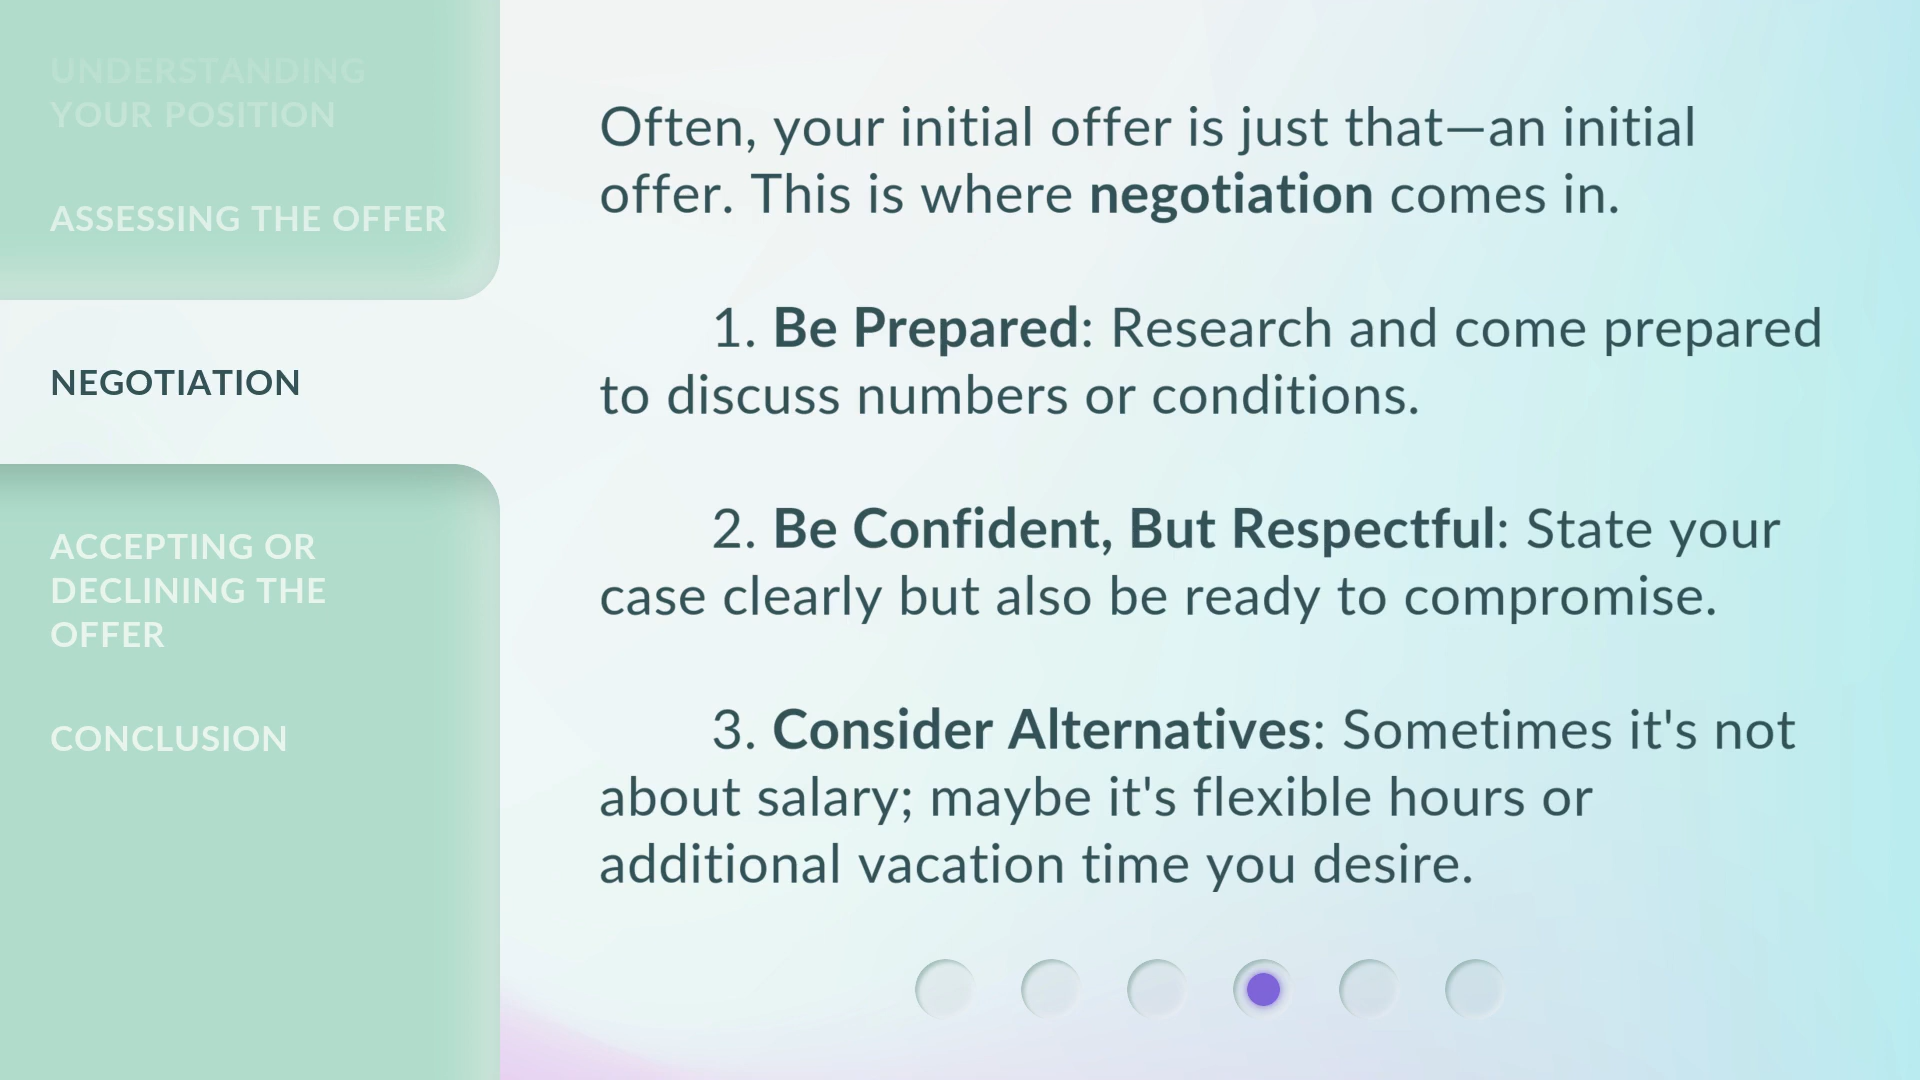 UNDERSTANDING
YOUR POSITION
ASSESSING THE OFFER
NEGOTIATION
ACCEPTING OR
DECLINING THE
OFFER
CONCLUSION
Often, your initial offer is just that—an initial
offer. This is where negotiation comes in.
1. Be Prepared: Research and come prepared
to discuss numbers or conditions.
2. Be Confident, But Respectful: State your
case clearly but also be ready to compromise.
3. Consider Alternatives: Sometimes it's not
about salary; maybe it's flexible hours or
additional vacation time you desire.